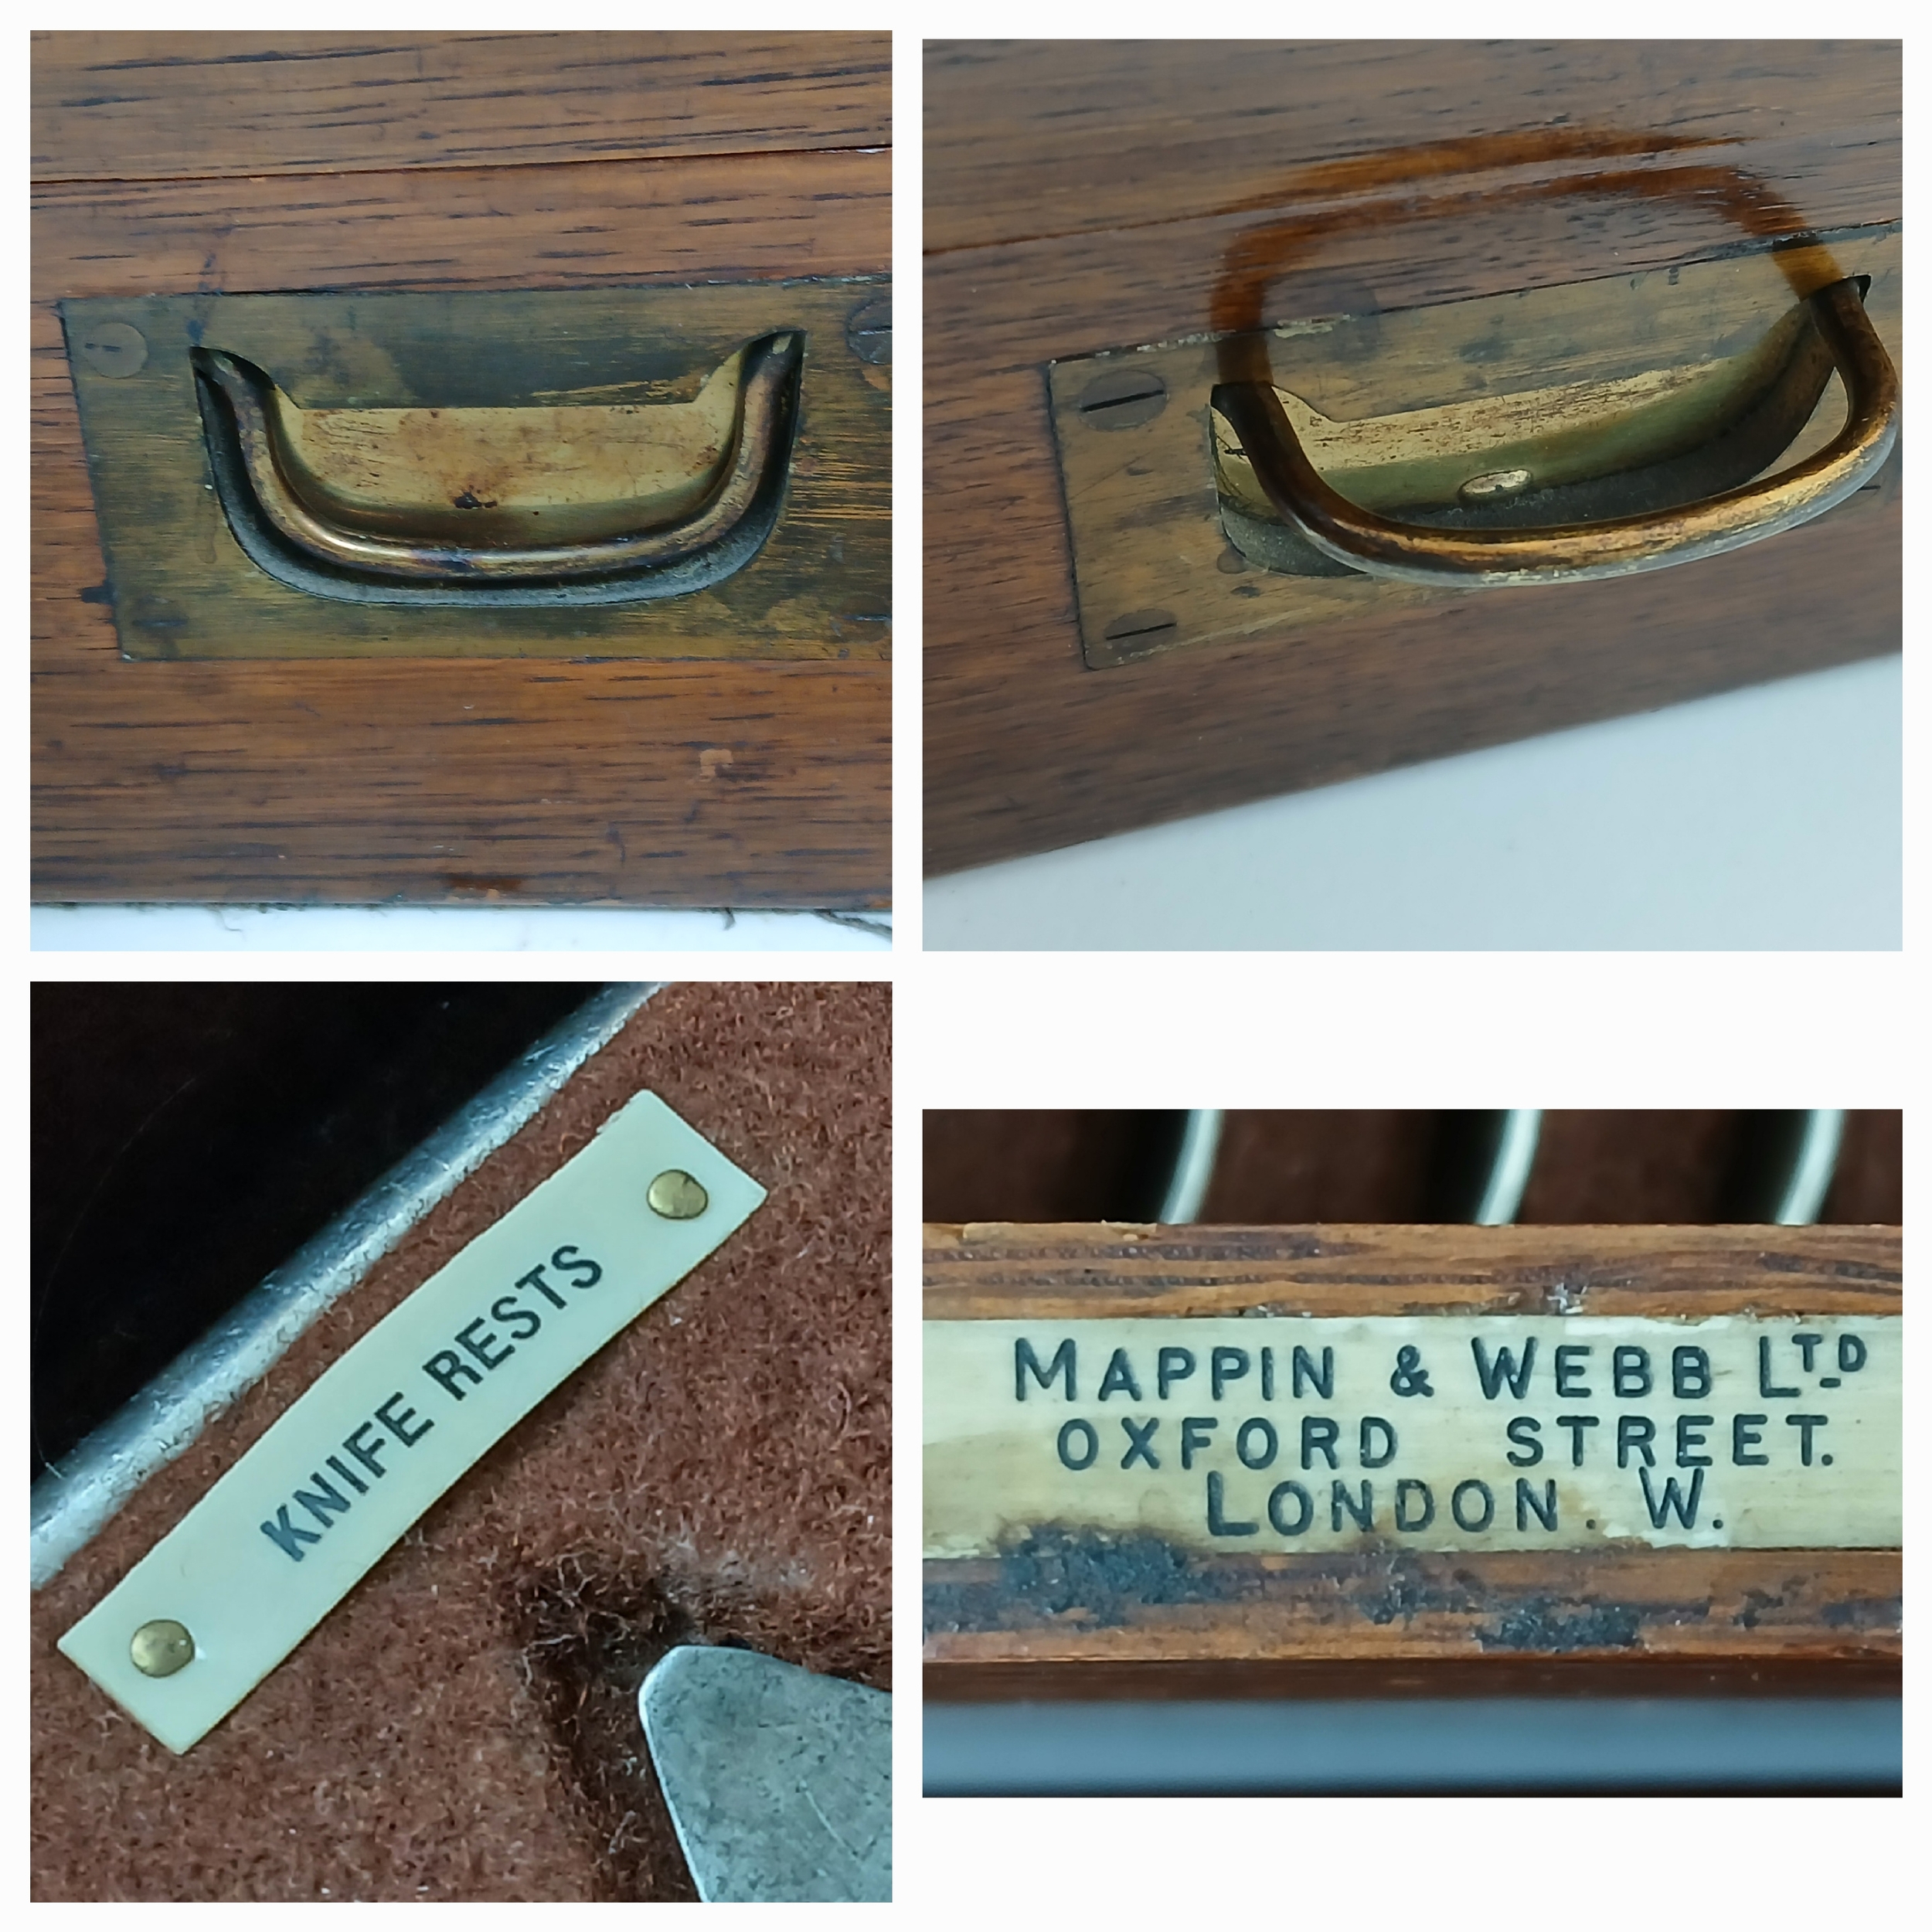 KNIFE RESTS
MAPPIN & WEBB LTD
OXFORD STREET.
LONDON. W.